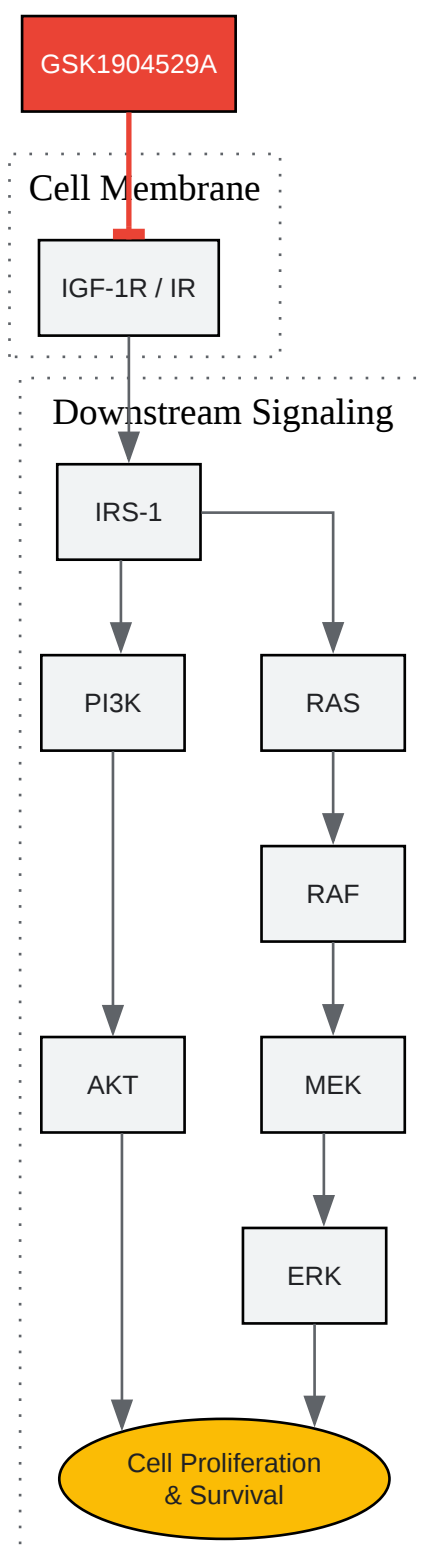 GSK1904529A
Cell Membrane
IGF-1R / IR
Downstream Signaling
IRS-1
PI3K
RAS
RAF
AKT
MEK
ERK
Cell Proliferation
& Survival